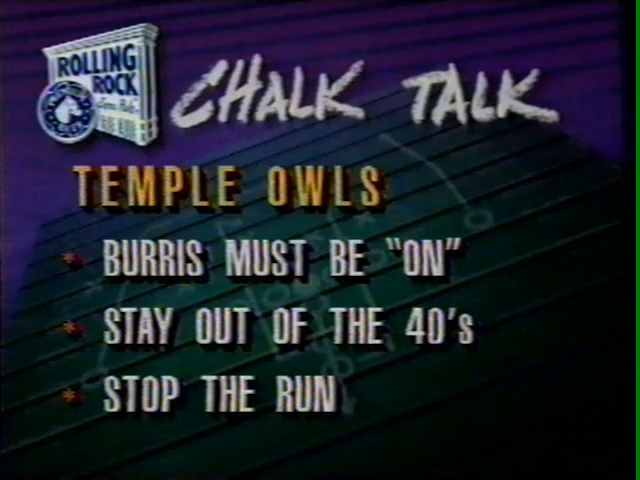 ROLLING
ROCK
CHALK TALK
TEMPLE OWLS
* BURRIS MUST BE "ON"
* STAY OUT OF THE 40's
* STOP THE RUN